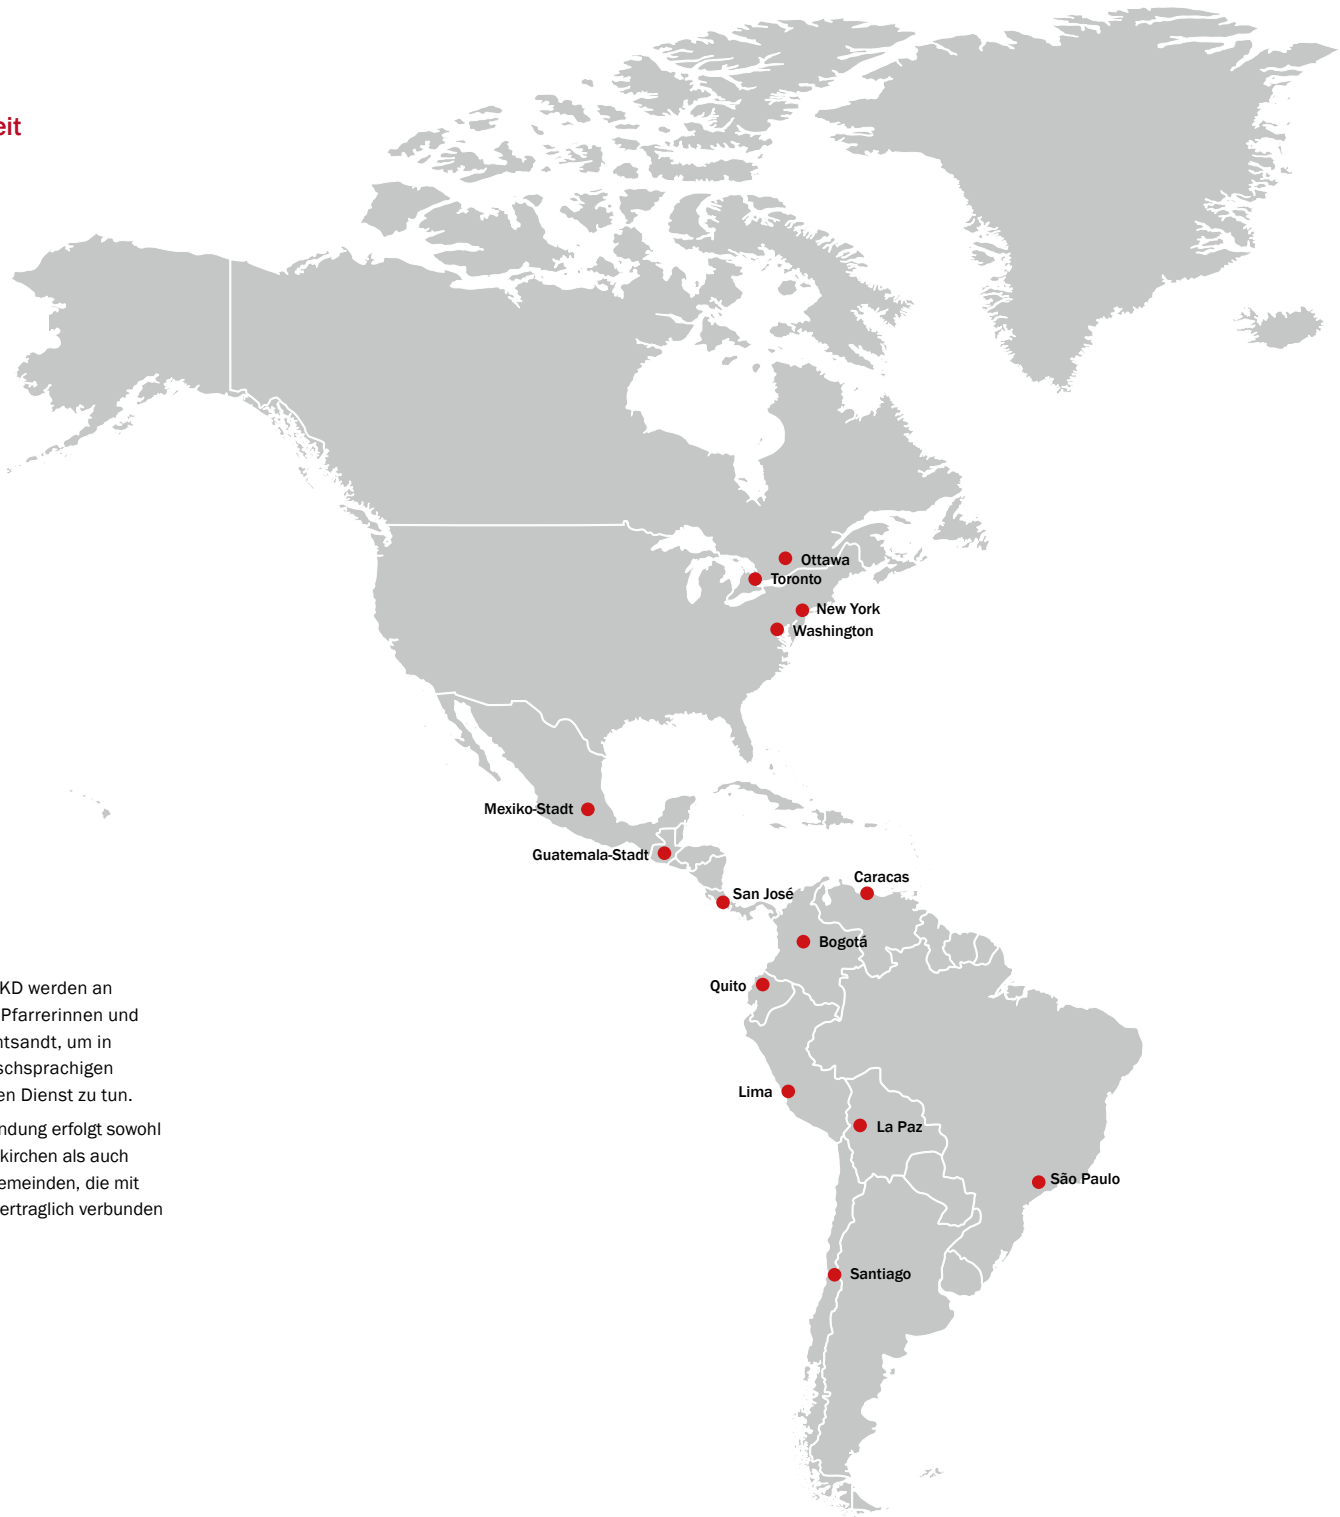 eit
Ottawa
Toronto
New York
Washington
Mexiko-Stadt
Guatemala-Stadt
Caracas
San José
Bogotá
Quito
KD werden an
Pfarrerinnen und
ntsandt, um in
schsprachigen
en Dienst zu tun.
Lima
La Paz
ndung erfolgt sowohl
kirchen als auch
emeinden, die mit
ertraglich verbunden
São Paulo
Santiago